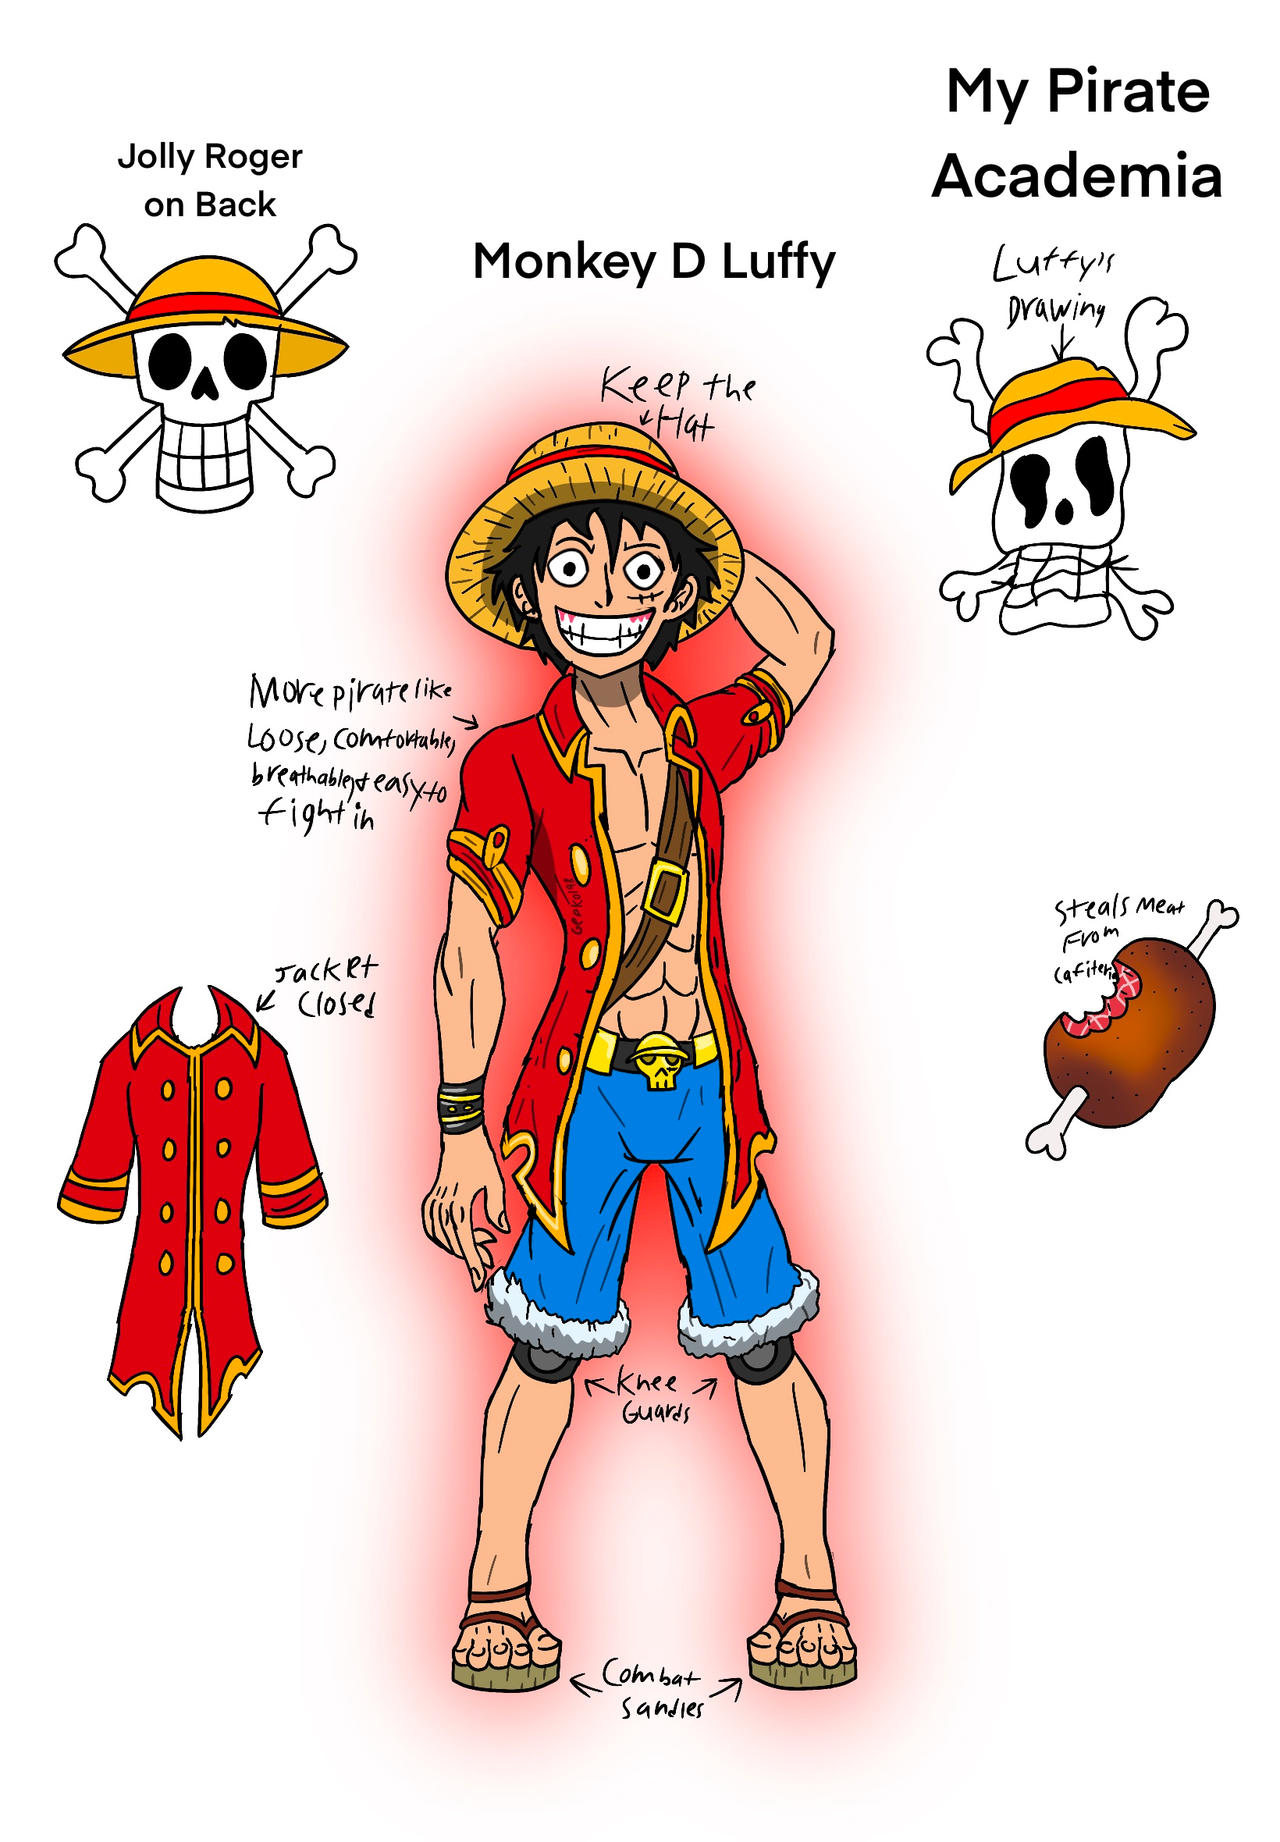 My Pirate
Academia
Jolly Roger
on Back
Monkey D Luffy
Luffy's
Drawing
Keep the
Hat
More pirate like
Loose, comfortable,
breathable, & easy to
fight in
Geeko198
Steals Meat
From
Cafiteria
Jacket
Closed
Knee
Guards
Combat
Sandles